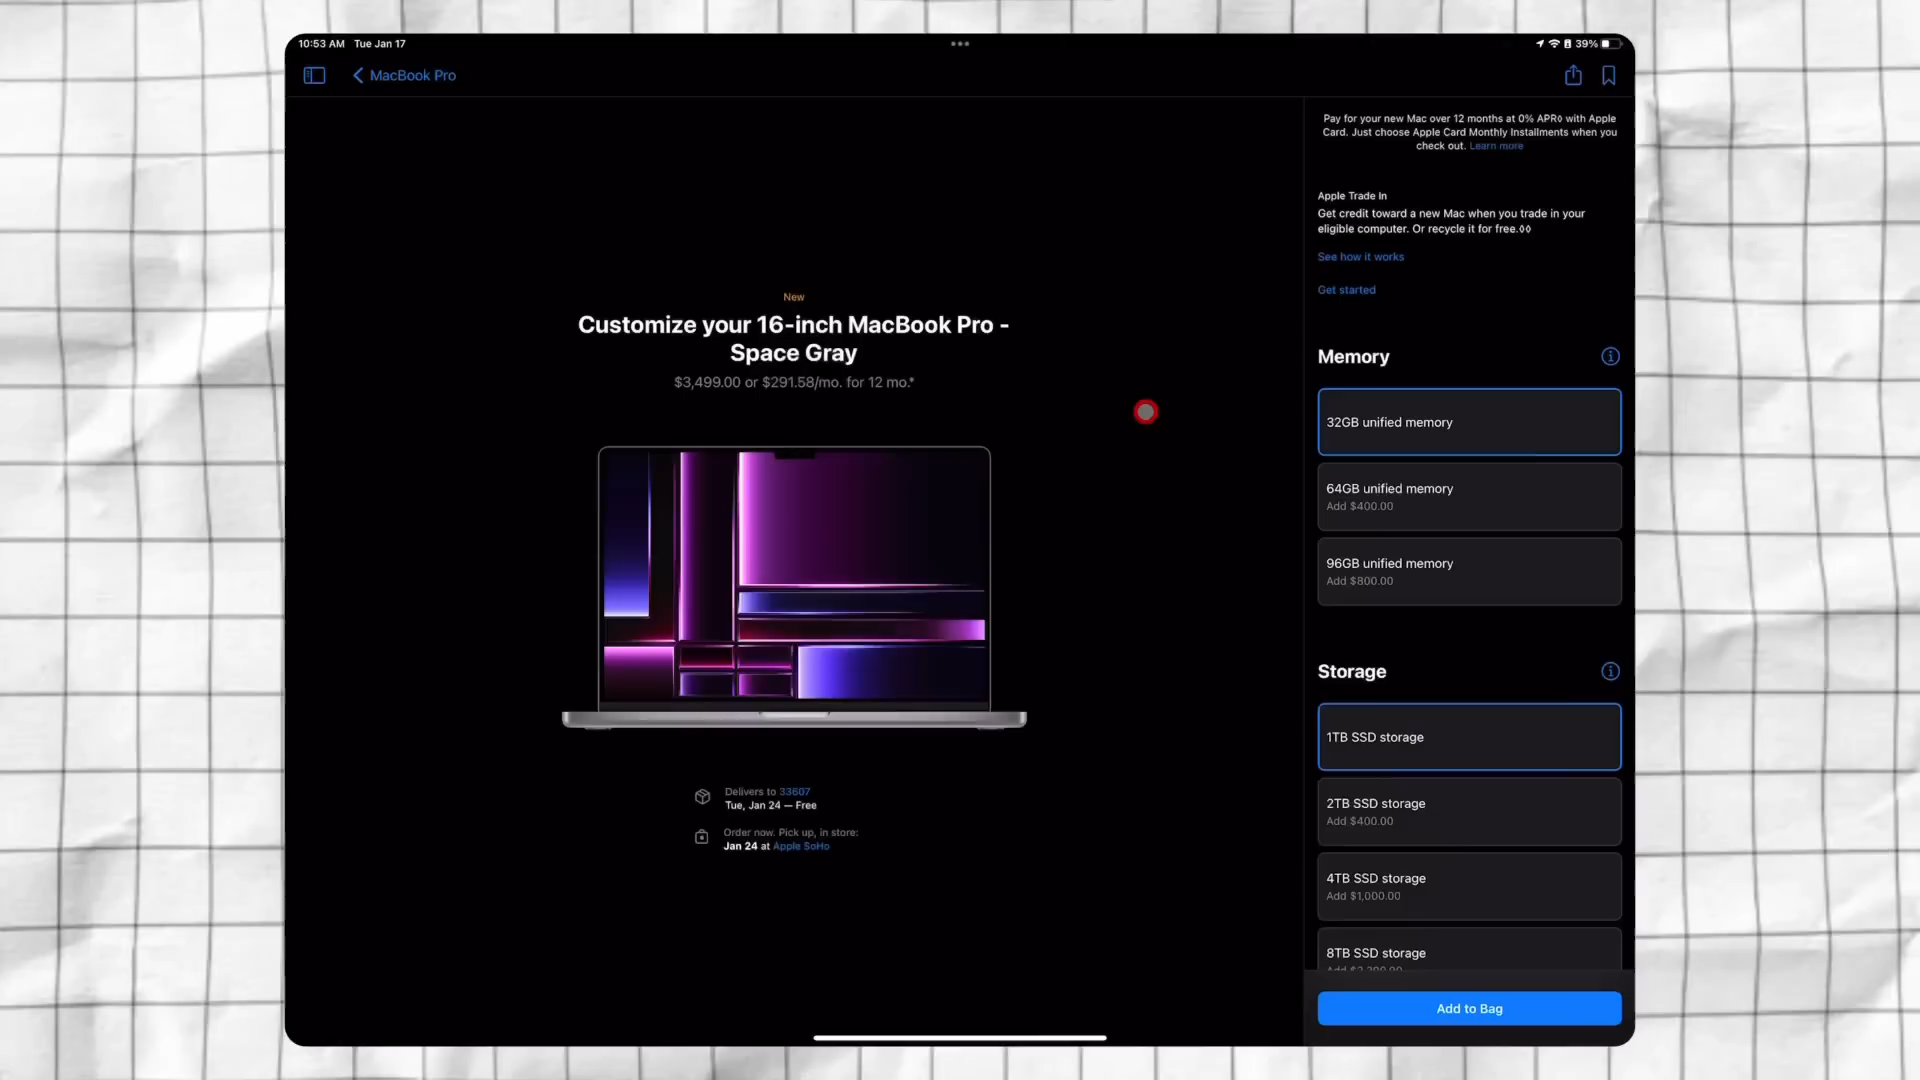 10:53 AM Tue Jan 17
39%
MacBook Pro
Pay for your new Mac over 12 months at 0% APR◊ with Apple
Card. Just choose Apple Card Monthly Installments when you
check out. Learn more
Apple Trade In
Get credit toward a new Mac when you trade in your
eligible computer. Or recycle it for free.◊◊
See how it works
Get started
New
Customize your 16-inch MacBook Pro -
Space Gray
$3,499.00 or $291.58/mo. for 12 mo.*
Delivers to 33607
Tue, Jan 24 — Free
Order now. Pick up, in store:
Jan 24 at Apple SoHo
Memory
32GB unified memory
64GB unified memory
Add $400.00
96GB unified memory
Add $800.00
Storage
1TB SSD storage
2TB SSD storage
Add $400.00
4TB SSD storage
Add $1,000.00
8TB SSD storage
Add to Bag